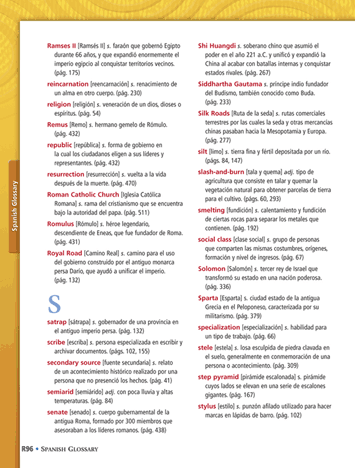 Ramses II [Ramsés II] s. faraón que gobernó Egipto
durante 66 años, y que expandió enormemente el
imperio egipcio al conquistar territorios vecinos.
(pág. 175)
reincarnation [reencarnación] s. renacimiento de
un alma en otro cuerpo. (pág. 230)
religion [religión] s. veneración de un dios, dioses o
espíritus. (pág. 54)
Remus [Remo] s. hermano gemelo de Rómulo.
(pág. 432)
republic [república] s. forma de gobierno en
la cual los ciudadanos eligen a sus líderes y
representantes. (pág. 432)
resurrection [resurrección] s. vuelta a la vida
después de la muerte. (pág. 470)
Roman Catholic Church [Iglesia Católica
Romana] s. rama del cristianismo que se encuentra
bajo la autoridad del papa. (pág. 511)
Romulus [Rómulo] s. héroe legendario,
descendiente de Eneas, que fue fundador de Roma.
(pág. 431)
Royal Road [Camino Real] s. camino para el uso
del gobierno construido por el antiguo monarca
persa Darío, que ayudó a unificar el imperio.
(pág. 132)
S
satrap [sátrapa] s. gobernador de una provincia en
el antiguo imperio persa. (pág. 132)
scribe [escriba] s. persona especializada en escribir y
archivar documentos. (págs. 102, 155)
secondary source [fuente secundaria] s. relato
de un acontecimiento histórico realizado por una
persona que no presenció los hechos. (pág. 41)
semiarid [semiárido] adj. con poca lluvia y altas
temperaturas. (pág. 84)
senate [senado] s. cuerpo gubernamental de la
antigua Roma, formado por 300 miembros que
asesoraban a los líderes romanos. (pág. 438)
Shi Huangdi s. soberano chino que asumió el
poder en el año 221 a.C. y unificó y expandió la
China al acabar con batallas internas y conquistar
estados rivales. (pág. 267)
Siddhartha Gautama s. príncipe indio fundador
del Budismo, también conocido como Buda.
(pág. 233)
Silk Roads [Ruta de la seda] s. rutas comerciales
terrestres por las cuales la seda y otras mercancías
chinas pasaban hacia la Mesopotamia y Europa.
(pág. 277)
silt [limo] s. tierra fina y fértil depositada por un río.
(págs. 84, 147)
slash-and-burn [tala y quema] adj. tipo de
agricultura que consiste en talar y quemar la
vegetación natural para obtener parcelas de tierra
para el cultivo. (págs. 60, 293)
smelting [fundición] s. calentamiento y fundición
de ciertas rocas para separar los metales que
contienen. (pág. 192)
social class [clase social] s. grupo de personas
que comparten las mismas costumbres, orígenes,
formación y nivel de ingresos. (pág. 67)
Solomon [Salomón] s. tercer rey de Israel que
transformó su estado en una nación poderosa.
(pág. 336)
Sparta [Esparta] s. ciudad estado de la antigua
Grecia en el Peloponeso, caracterizada por su
militarismo. (pág. 379)
specialization [especialización] s. habilidad para
un tipo de trabajo. (pág. 66)
stele [estela] s. losa esculpida de piedra clavada en
el suelo, generalmente en conmemoración de una
persona o acontecimiento. (pág. 309)
step pyramid [pirámide escalonada] s. pirámide
cuyos lados se elevan en una serie de escalones
gigantes. (pág. 167)
stylus [estilo] s. punzón afilado utilizado para hacer
marcas en lápidas de barro. (pág. 102)
Spanish Glossary
R96 • SPANISH GLOSSARY